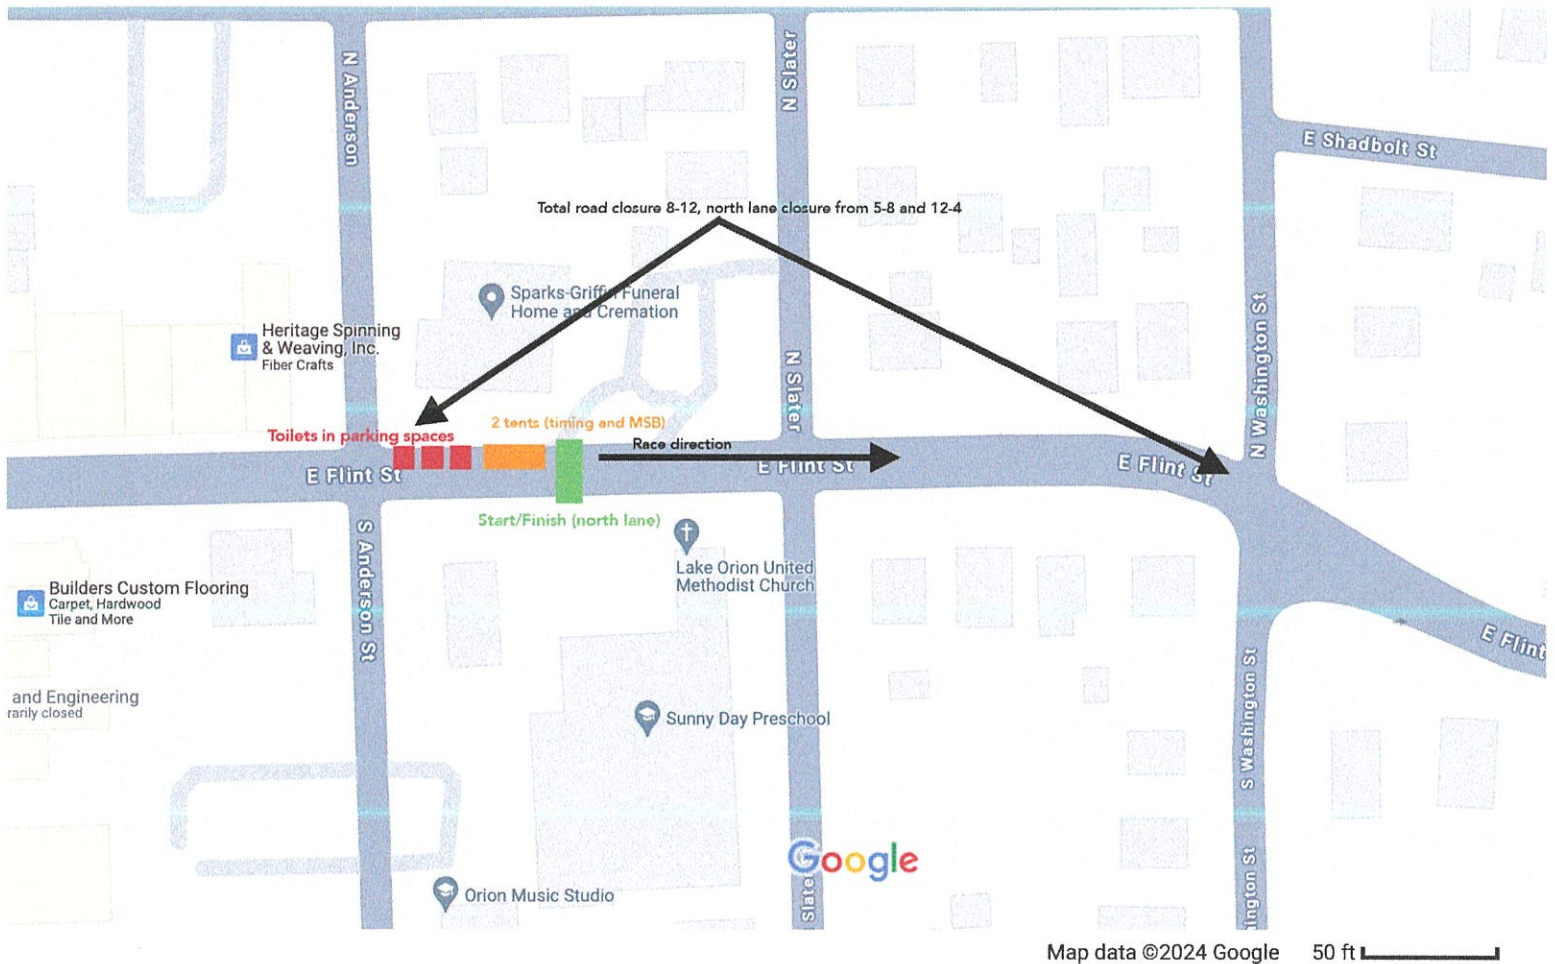 N Anderson
N Slater
E Shadbolt St
Total road closure 8-12, north lane closure from 5-8 and 12-4
Sparks-Griffin Funeral
Home and Cremation
Heritage Spinning
& Weaving, Inc.
Fiber Crafts
N Slater
N Washington St
2 tents (timing and MSB)
Toilets in parking spaces
Race direction
E Flint St
E Flint St
E Flint St
Start/Finish (north lane)
S Anderson St
Lake Orion United
Methodist Church
Builders Custom Flooring
Carpet, Hardwood
Tile and More
E Flint
and Engineering
rarily closed
Sunny Day Preschool
S Washington St
Google
Slater
ington St
Orion Music Studio
Map data ©2024 Google 50 ft